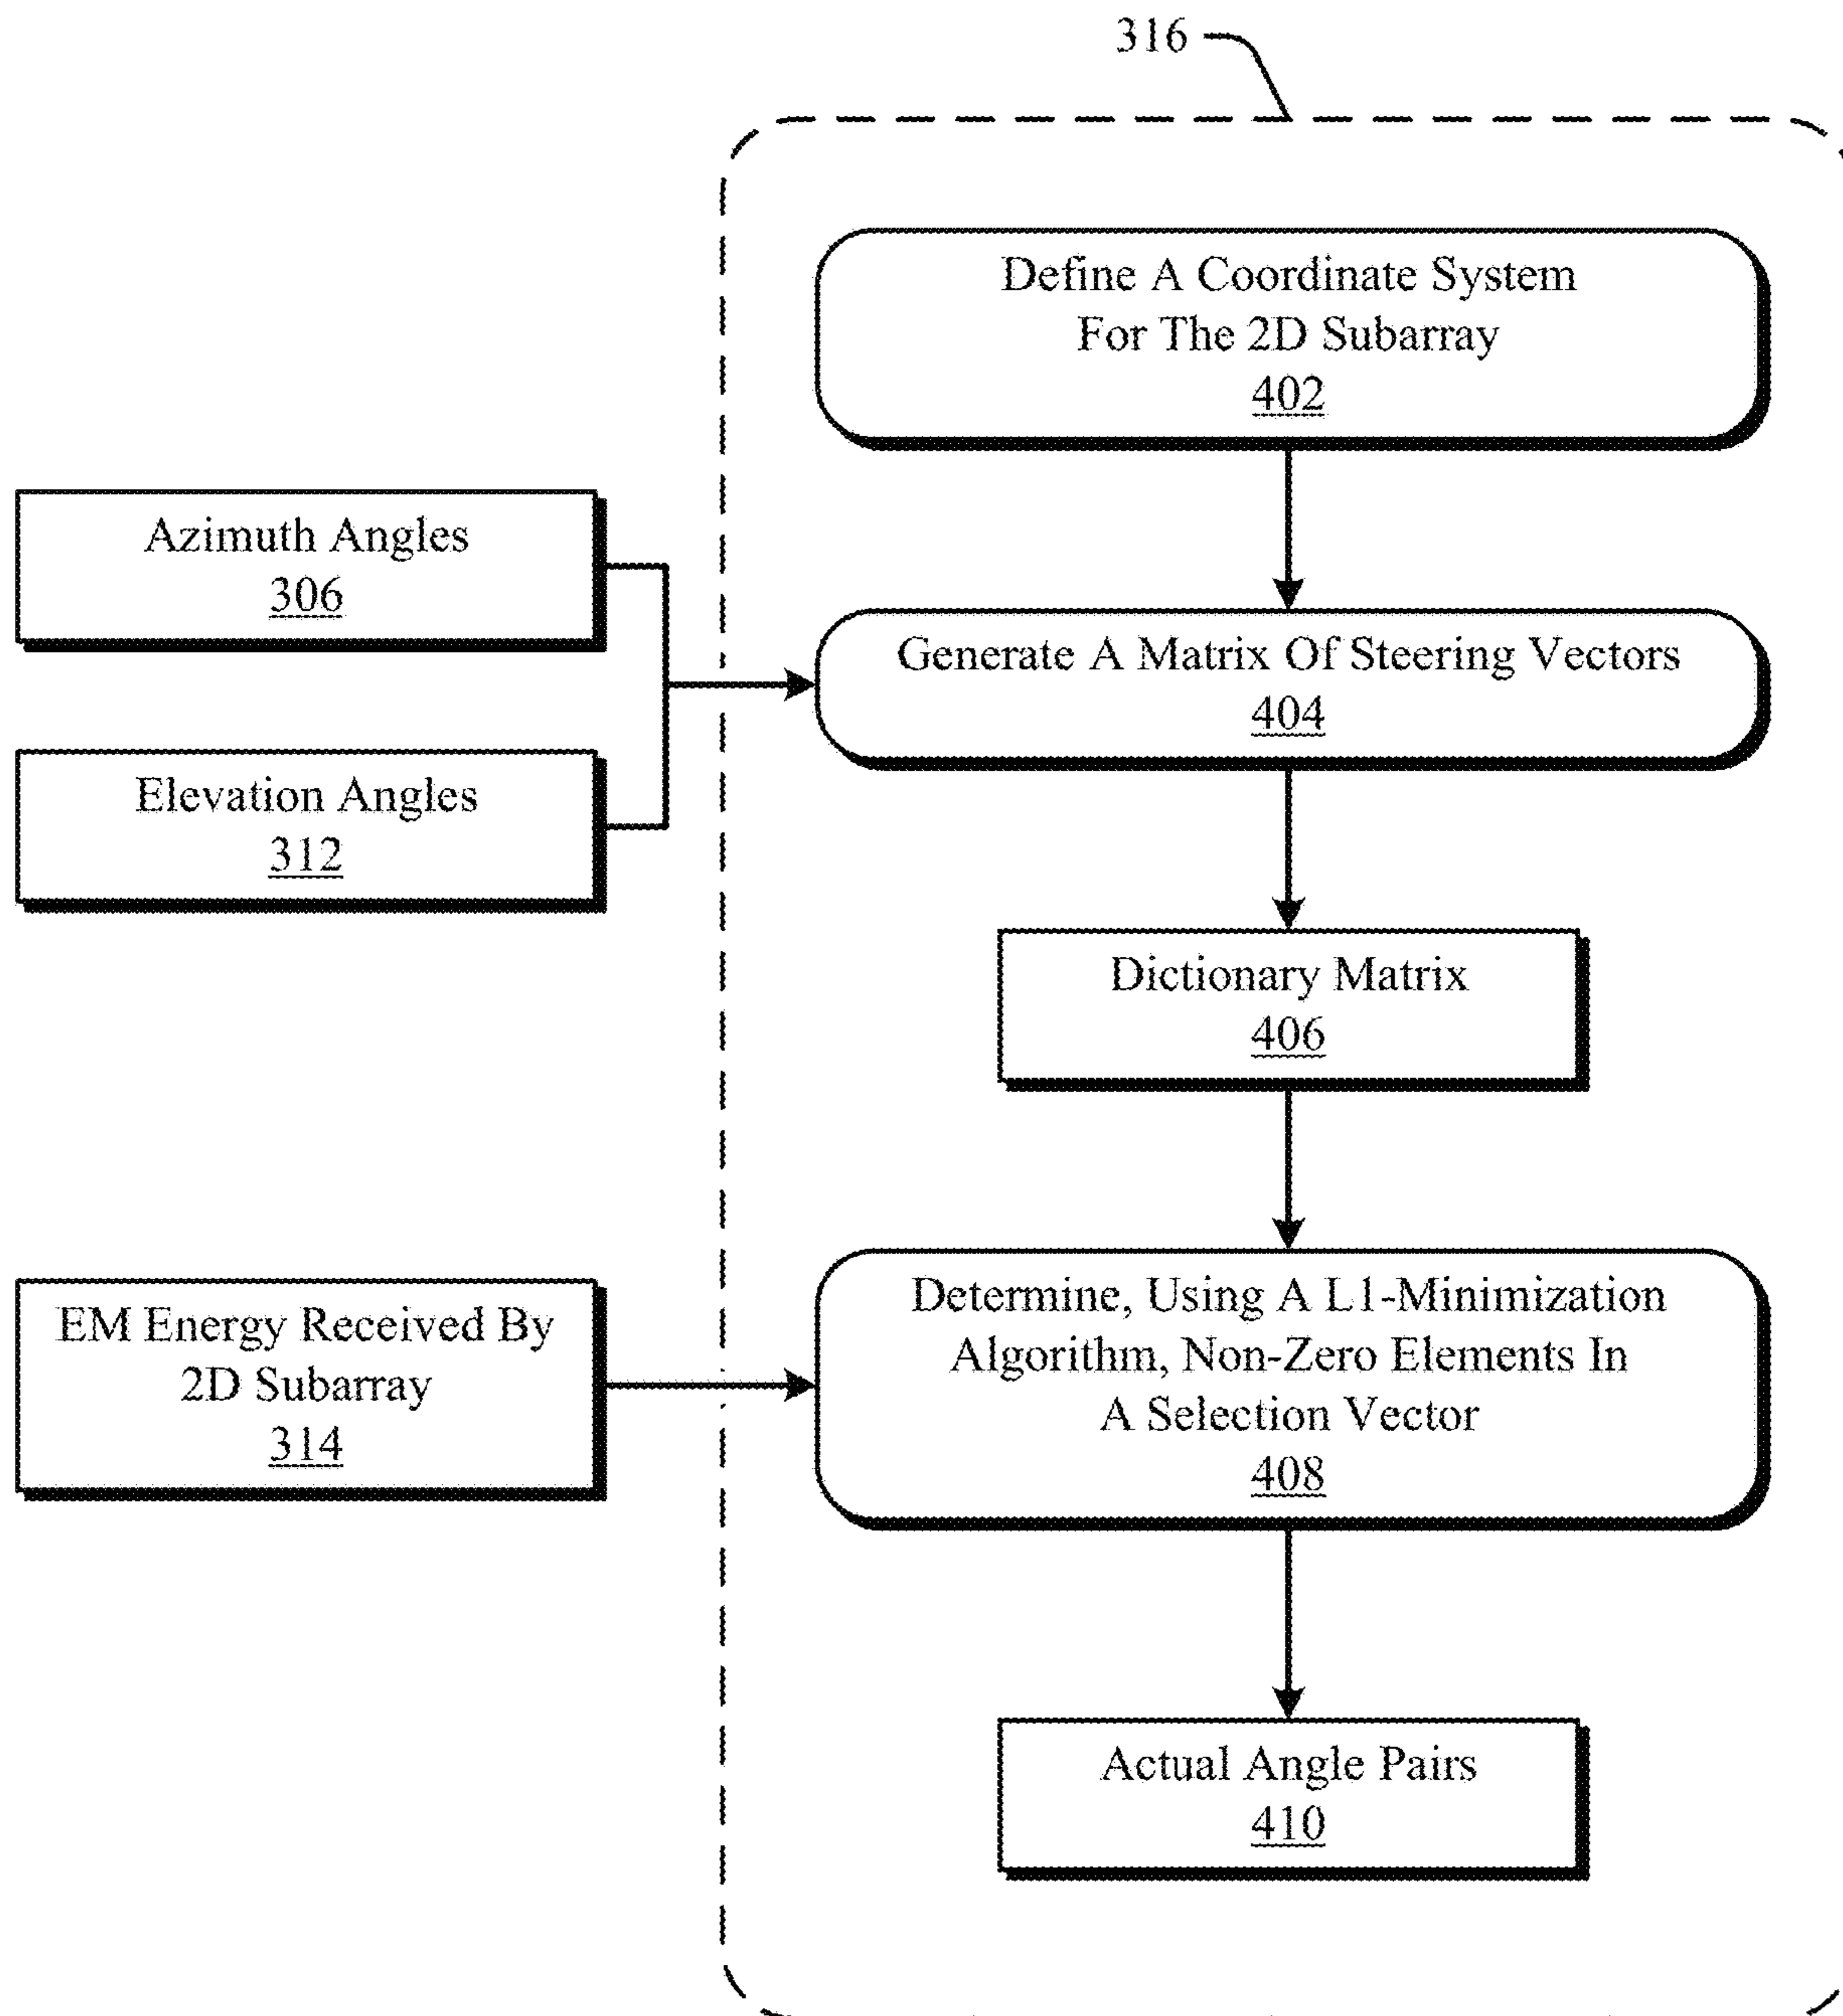 316
Define A Coordinate System
For The 2D Subarray
402
Azimuth Angles
306
Generate A Matrix Of Steering Vectors
404
Elevation Angles
312
Dictionary Matrix
406
EM Energy Received By
2D Subarray
314
Determine, Using A L1-Minimization
Algorithm, Non-Zero Elements In
A Selection Vector
408
Actual Angle Pairs
410